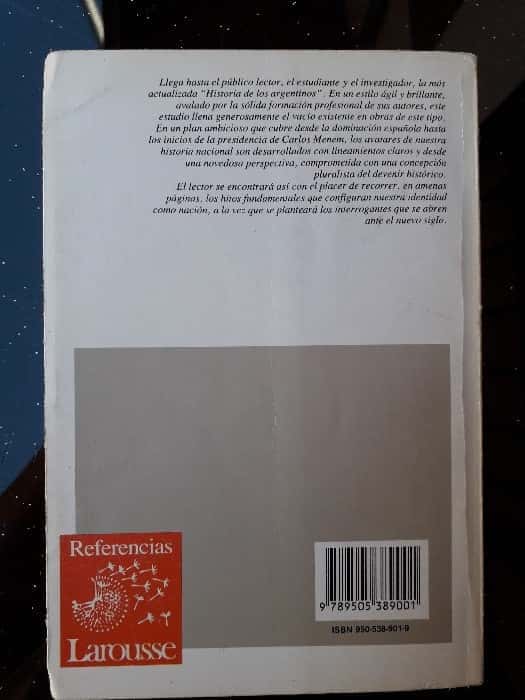 Llega hasta el público lector, el estudiante y el investigador, la más
actualizada "Historia de los argentinos". En un estilo ágil y brillante,
avalado por la sólida formación profesional de sus autores, este
estudio llena generosamente el vacío existente en obras de este tipo.
En un plan ambicioso que cubre desde la dominación española hasta
los inicios de la presidencia de Carlos Menem, los avatares de nuestra
historia nacional son desarrollados con lineamientos claros y desde
una novedosa perspectiva, comprometida con una concepción
pluralista del devenir histórico.
El lector se encontrará así con el placer de recorrer, en amenas
páginas, los hitos fundamentales que configuran nuestra identidad
como nación, a la vez que se planteará los interrogantes que se abren
ante el nuevo siglo.
Referencias
Larousse
9 789505 389001
ISBN 950-538-901-9